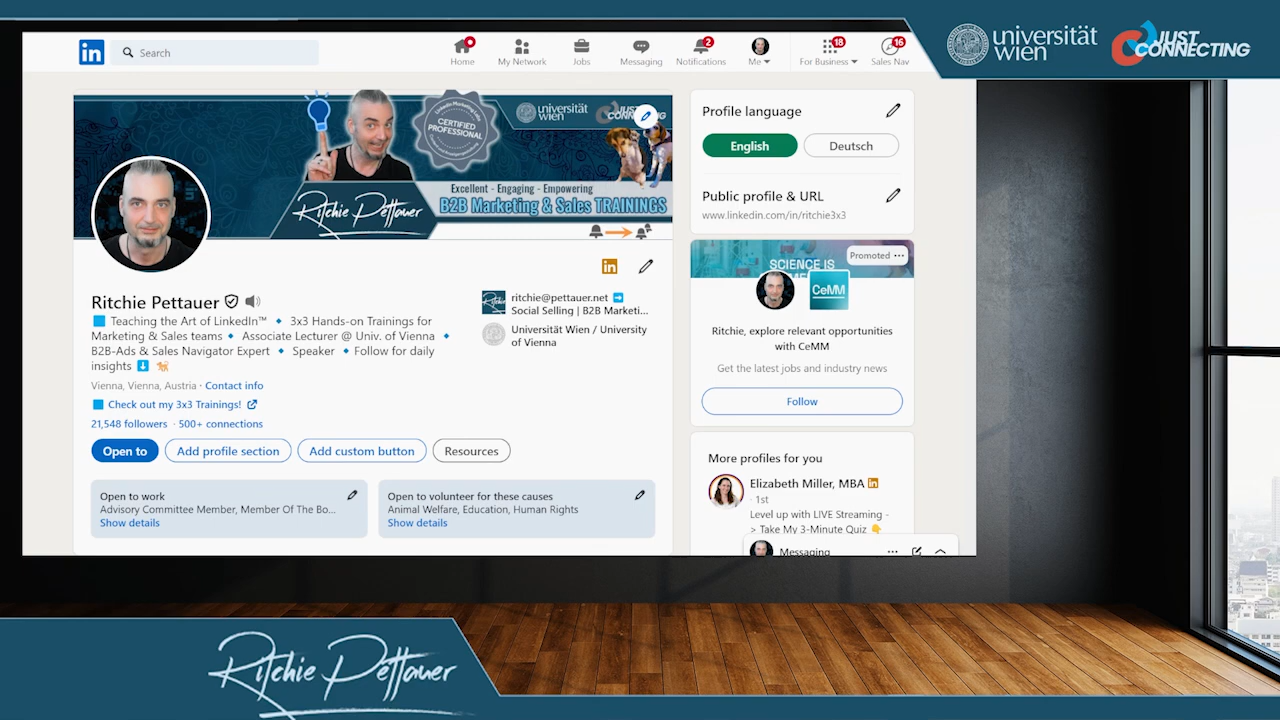 universität
wien
JUST
CONNECTING
in
Search
Home
My Network
Jobs
Messaging
2
Notifications
Me
18
For Business
16
Sales Nav
LinkedIn Marketing Labs
CERTIFIED
PROFESSIONAL
universität
wien
Ritchie Pettauer
Excellent - Engaging - Empowering
B2B Marketing & Sales TRAININGS
in
Ritchie Pettauer
Teaching the Art of LinkedIn™ 🔹 3x3 Hands-on Trainings for
Marketing & Sales teams 🔹 Associate Lecturer @ Univ. of Vienna 🔹
B2B-Ads & Sales Navigator Expert 🔹 Speaker 🔹Follow for daily
insights ⬇️ 🐕
Vienna, Vienna, Austria · Contact info
Check out my 3x3 Trainings!
21,548 followers · 500+ connections
Open to
Add profile section
Add custom button
Resources
ritchie@pettauer.net ➡️
Social Selling | B2B Marketi...
Universität Wien / University
of Vienna
Open to work
Advisory Committee Member, Member Of The Bo...
Show details
Open to volunteer for these causes
Animal Welfare, Education, Human Rights
Show details
Profile language
English
Deutsch
Public profile & URL
www.linkedin.com/in/ritchie3x3
Promoted ···
SCIENCE IS
CeMM
Ritchie, explore relevant opportunities
with CeMM
Get the latest jobs and industry news
Follow
More profiles for you
Elizabeth Miller, MBA in
· 1st
Level up with LIVE Streaming -
> Take My 3-Minute Quiz 👇
Messaging
Ritchie Pettauer